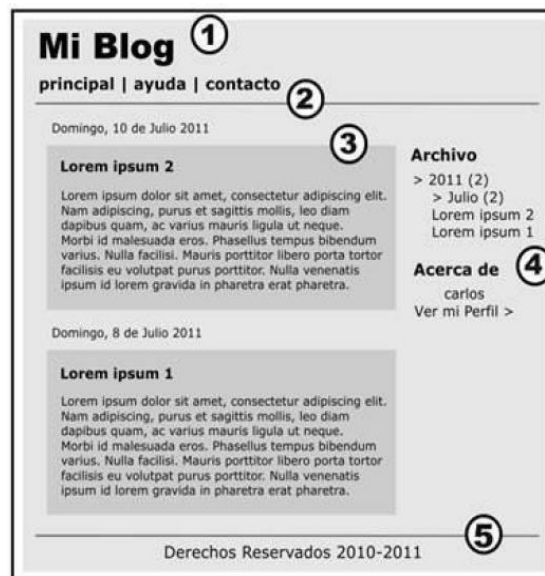 Mi Blog
1
principal | ayuda | contacto
2
Domingo, 10 de Julio 2011
3
Lorem ipsum 2
Lorem ipsum dolor sit amet, consectetur adipiscing elit.
Nam adipiscing, purus et sagittis mollis, leo diam
dapibus quam, ac varius mauris ligula ut neque.
Morbi id malesuada eros. Phasellus tempus bibendum
varius. Nulla facilisi. Mauris porttitor libero porta tortor
facilisis eu volutpat purus porttitor. Nulla venenatis
ipsum id lorem gravida in pharetra erat pharetra.
Domingo, 8 de Julio 2011
Lorem ipsum 1
Lorem ipsum dolor sit amet, consectetur adipiscing elit.
Nam adipiscing, purus et sagittis mollis, leo diam
dapibus quam, ac varius mauris ligula ut neque.
Morbi id malesuada eros. Phasellus tempus bibendum
varius. Nulla facilisi. Mauris porttitor libero porta tortor
facilisis eu volutpat purus porttitor. Nulla venenatis
ipsum id lorem gravida in pharetra erat pharetra.
Archivo
> 2011 (2)
> Julio (2)
Lorem ipsum 2
Lorem ipsum 1
Acerca de
4
carlos
Ver mi Perfil >
5
Derechos Reservados 2010-2011